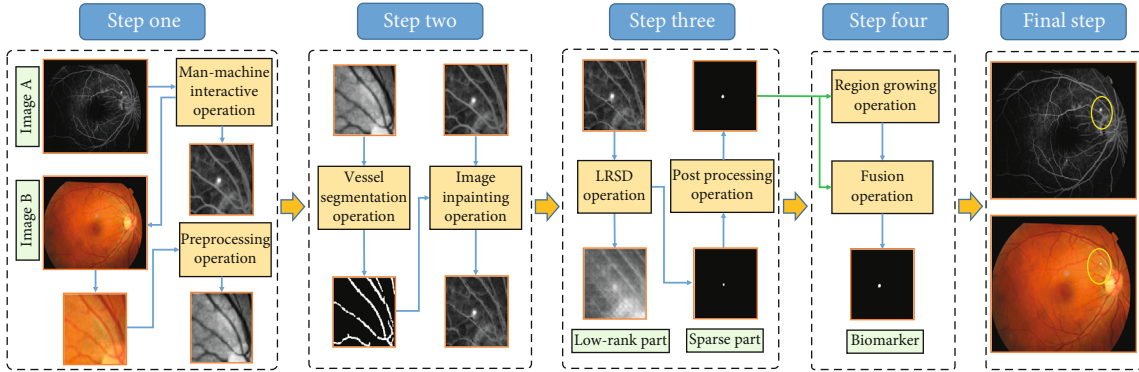 Step one
Step two
Step three
Step four
Final step
Image A
Man-machine
interactive
operation
Image B
Preprocessing
operation
Vessel
segmentation
operation
Image
inpainting
operation
LRSD
operation
Post processing
operation
Low-rank part
Sparse part
Region growing
operation
Fusion
operation
Biomarker